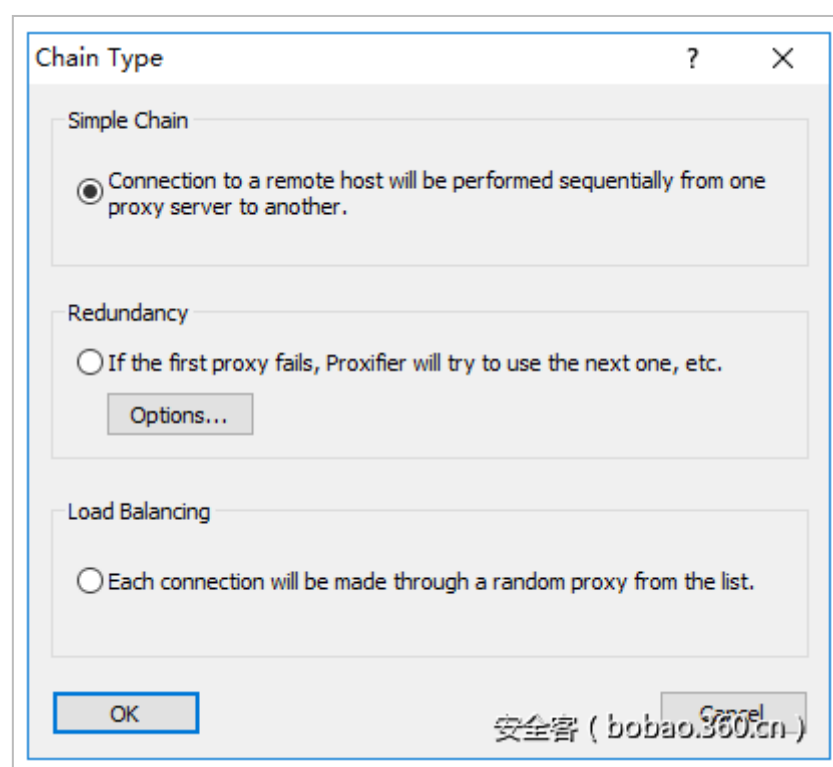 Chain Type
?
Simple Chain
Connection to a remote host will be performed sequentially from one
proxy server to another.
Redundancy
If the first proxy fails, Proxifier will try to use the next one, etc.
Options...
Load Balancing
Each connection will be made through a random proxy from the list.
OK
Cancel
安全客 ( bobao.360.cn )